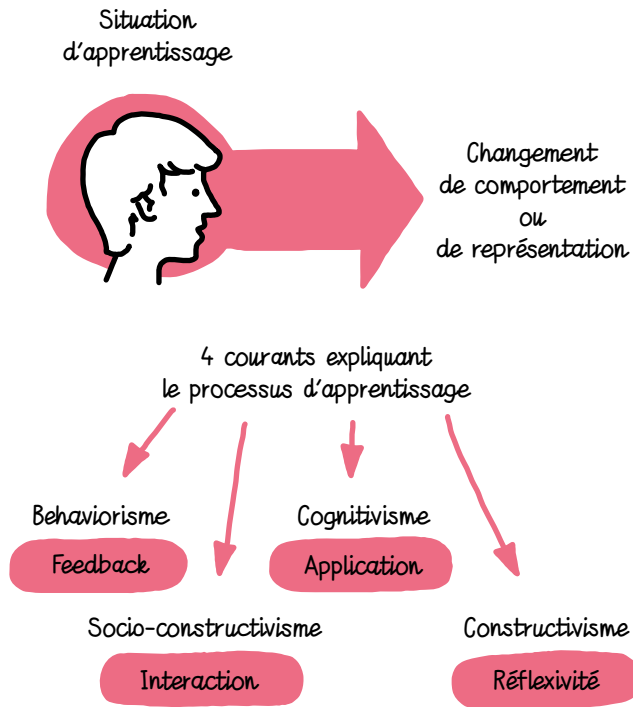 Situation
d'apprentissage
Changement
de comportement
ou
de représentation
4 courants expliquant
le processus d'apprentissage
Behaviorisme
Feedback
Cognitivisme
Application
Socio-constructivisme
Interaction
Constructivisme
Réflexivité